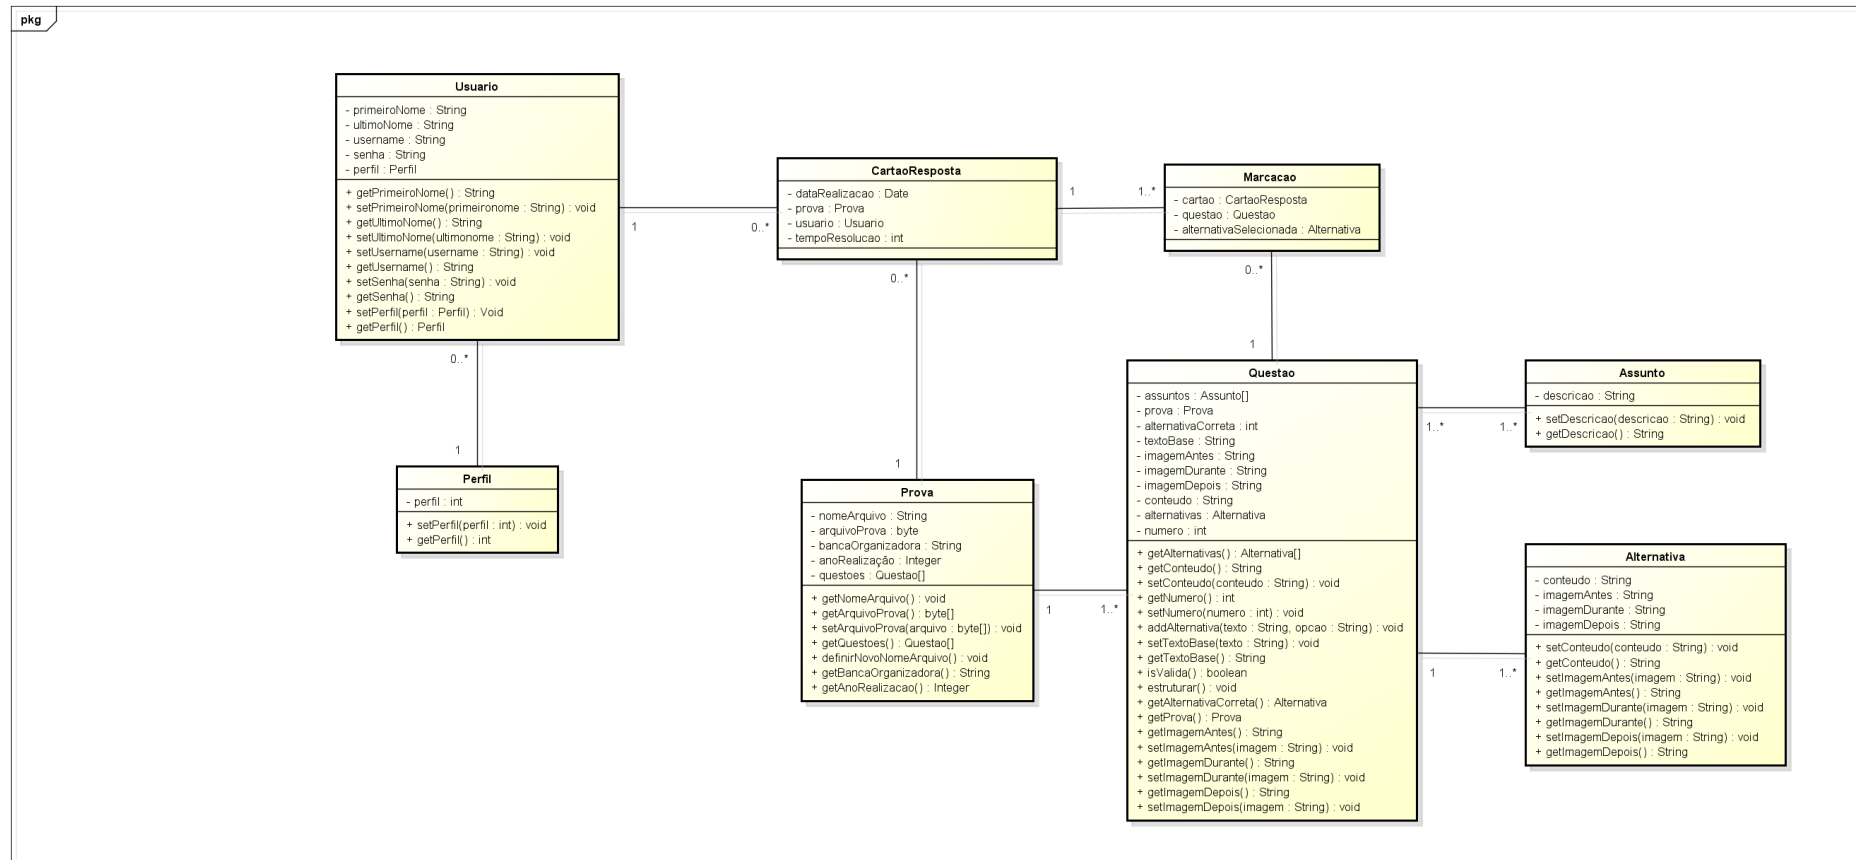 pkg
Usuario
- primeiroNome : String
- ultimoNome : String
- username : String
- senha : String
- perfil : Perfil
+ getPrimeiroNome() : String
+ setPrimeiroNome(primeironome : String) : void
+ getUltimoNome() : String
+ setUltimoNome(ultimonome : String) : void
+ setUsername(username : String) : void
+ getUsername() : String
+ setSenha(senha : String) : void
+ getSenha() : String
+ setPerfil(perfil : Perfil) : Void
+ getPerfil() : Perfil
1
0..*
0..*
1
Perfil
- perfil : int
+ setPerfil(perfil : int) : void
+ getPerfil() : int
CartaoResposta
- dataRealizacao : Date
- prova : Prova
- usuario : Usuario
- tempoResolucao : int
1
1..*
0..*
1
Marcacao
- cartao : CartaoResposta
- questao : Questao
- alternativaSelecionada : Alternativa
0..*
1
Prova
- nomeArquivo : String
- arquivoProva : byte
- bancaOrganizadora : String
- anoRealização : Integer
- questoes : Questao[]
+ getNomeArquivo() : void
+ getArquivoProva() : byte[]
+ setArquivoProva(arquivo : byte[]) : void
+ getQuestoes() : Questao[]
+ definirNovoNomeArquivo() : void
+ getBancaOrganizadora() : String
+ getAnoRealizacao() : Integer
1
1..*
Questao
- assuntos : Assunto[]
- prova : Prova
- alternativaCorreta : int
- textoBase : String
- imagemAntes : String
- imagemDurante : String
- imagemDepois : String
- conteudo : String
- alternativas : Alternativa
- numero : int
+ getAlternativas() : Alternativa[]
+ getConteudo() : String
+ setConteudo(conteudo : String) : void
+ getNumero() : int
+ setNumero(numero : int) : void
+ addAlternativa(texto : String, opcao : String) : void
+ setTextoBase(texto : String) : void
+ getTextoBase() : String
+ isValida() : boolean
+ estruturar() : void
+ getAlternativaCorreta() : Alternativa
+ getProva() : Prova
+ getImagemAntes() : String
+ setImagemAntes(imagem : String) : void
+ getImagemDurante() : String
+ setImagemDurante(imagem : String) : void
+ getImagemDepois() : String
+ setImagemDepois(imagem : String) : void
1..*
1..*
Assunto
- descricao : String
+ setDescricao(descricao : String) : void
+ getDescricao() : String
1
1..*
Alternativa
- conteudo : String
- imagemAntes : String
- imagemDurante : String
- imagemDepois : String
+ setConteudo(conteudo : String) : void
+ getConteudo() : String
+ setImagemAntes(imagem : String) : void
+ getImagemAntes() : String
+ setImagemDurante(imagem : String) : void
+ getImagemDurante() : String
+ setImagemDepois(imagem : String) : void
+ getImagemDepois() : String